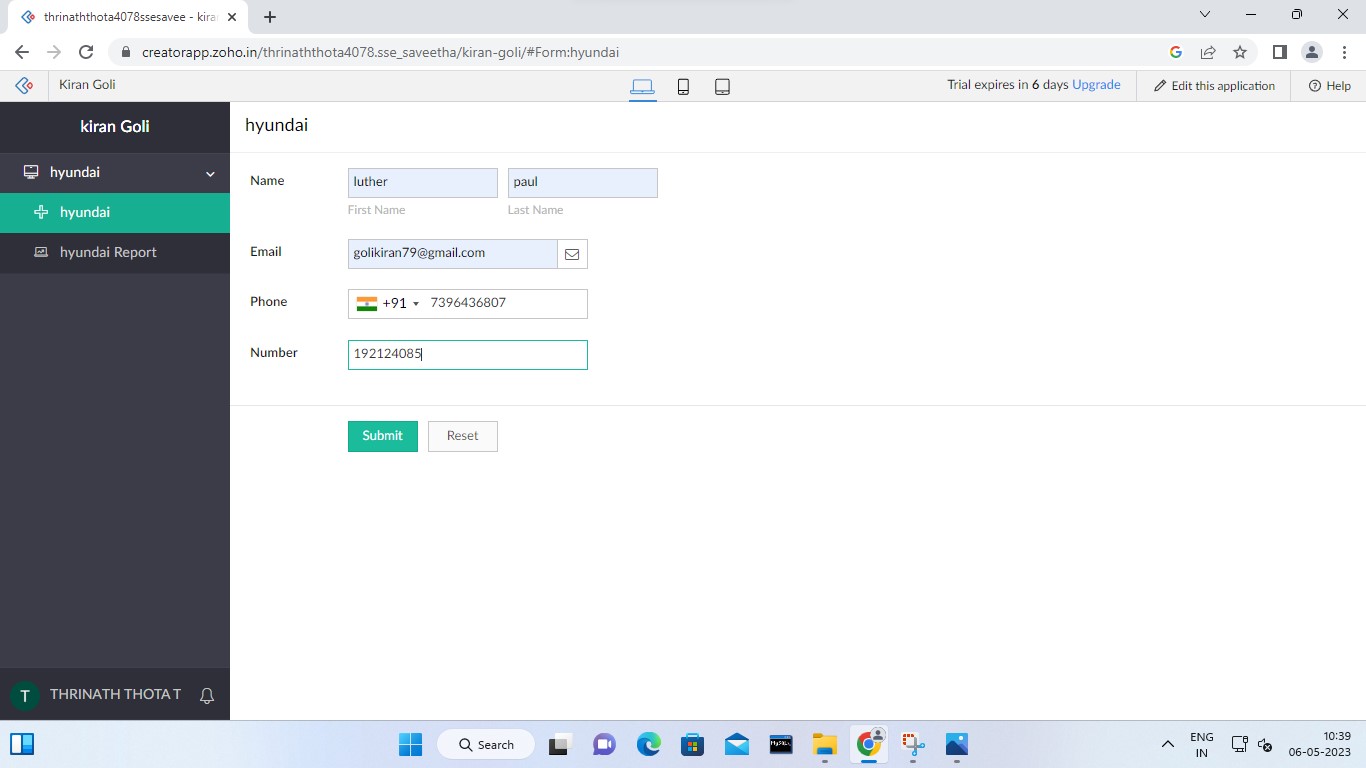 thrinaththota4078ssesavee - kira
creatorapp.zoho.in/thrinaththota4078.sse_saveetha/kiran-goli/#Form:hyundai
Kiran Goli
Trial expires in 6 days Upgrade
Edit this application
Help
kiran Goli
hyundai
hyundai
hyundai Report
hyundai
Name
luther
paul
First Name
Last Name
Email
golikiran79@gmail.com
Phone
+91
7396436807
Number
192124085
Submit
Reset
T
THRINATH THOTA T
Search
MySQL
ENG
IN
10:39
06-05-2023